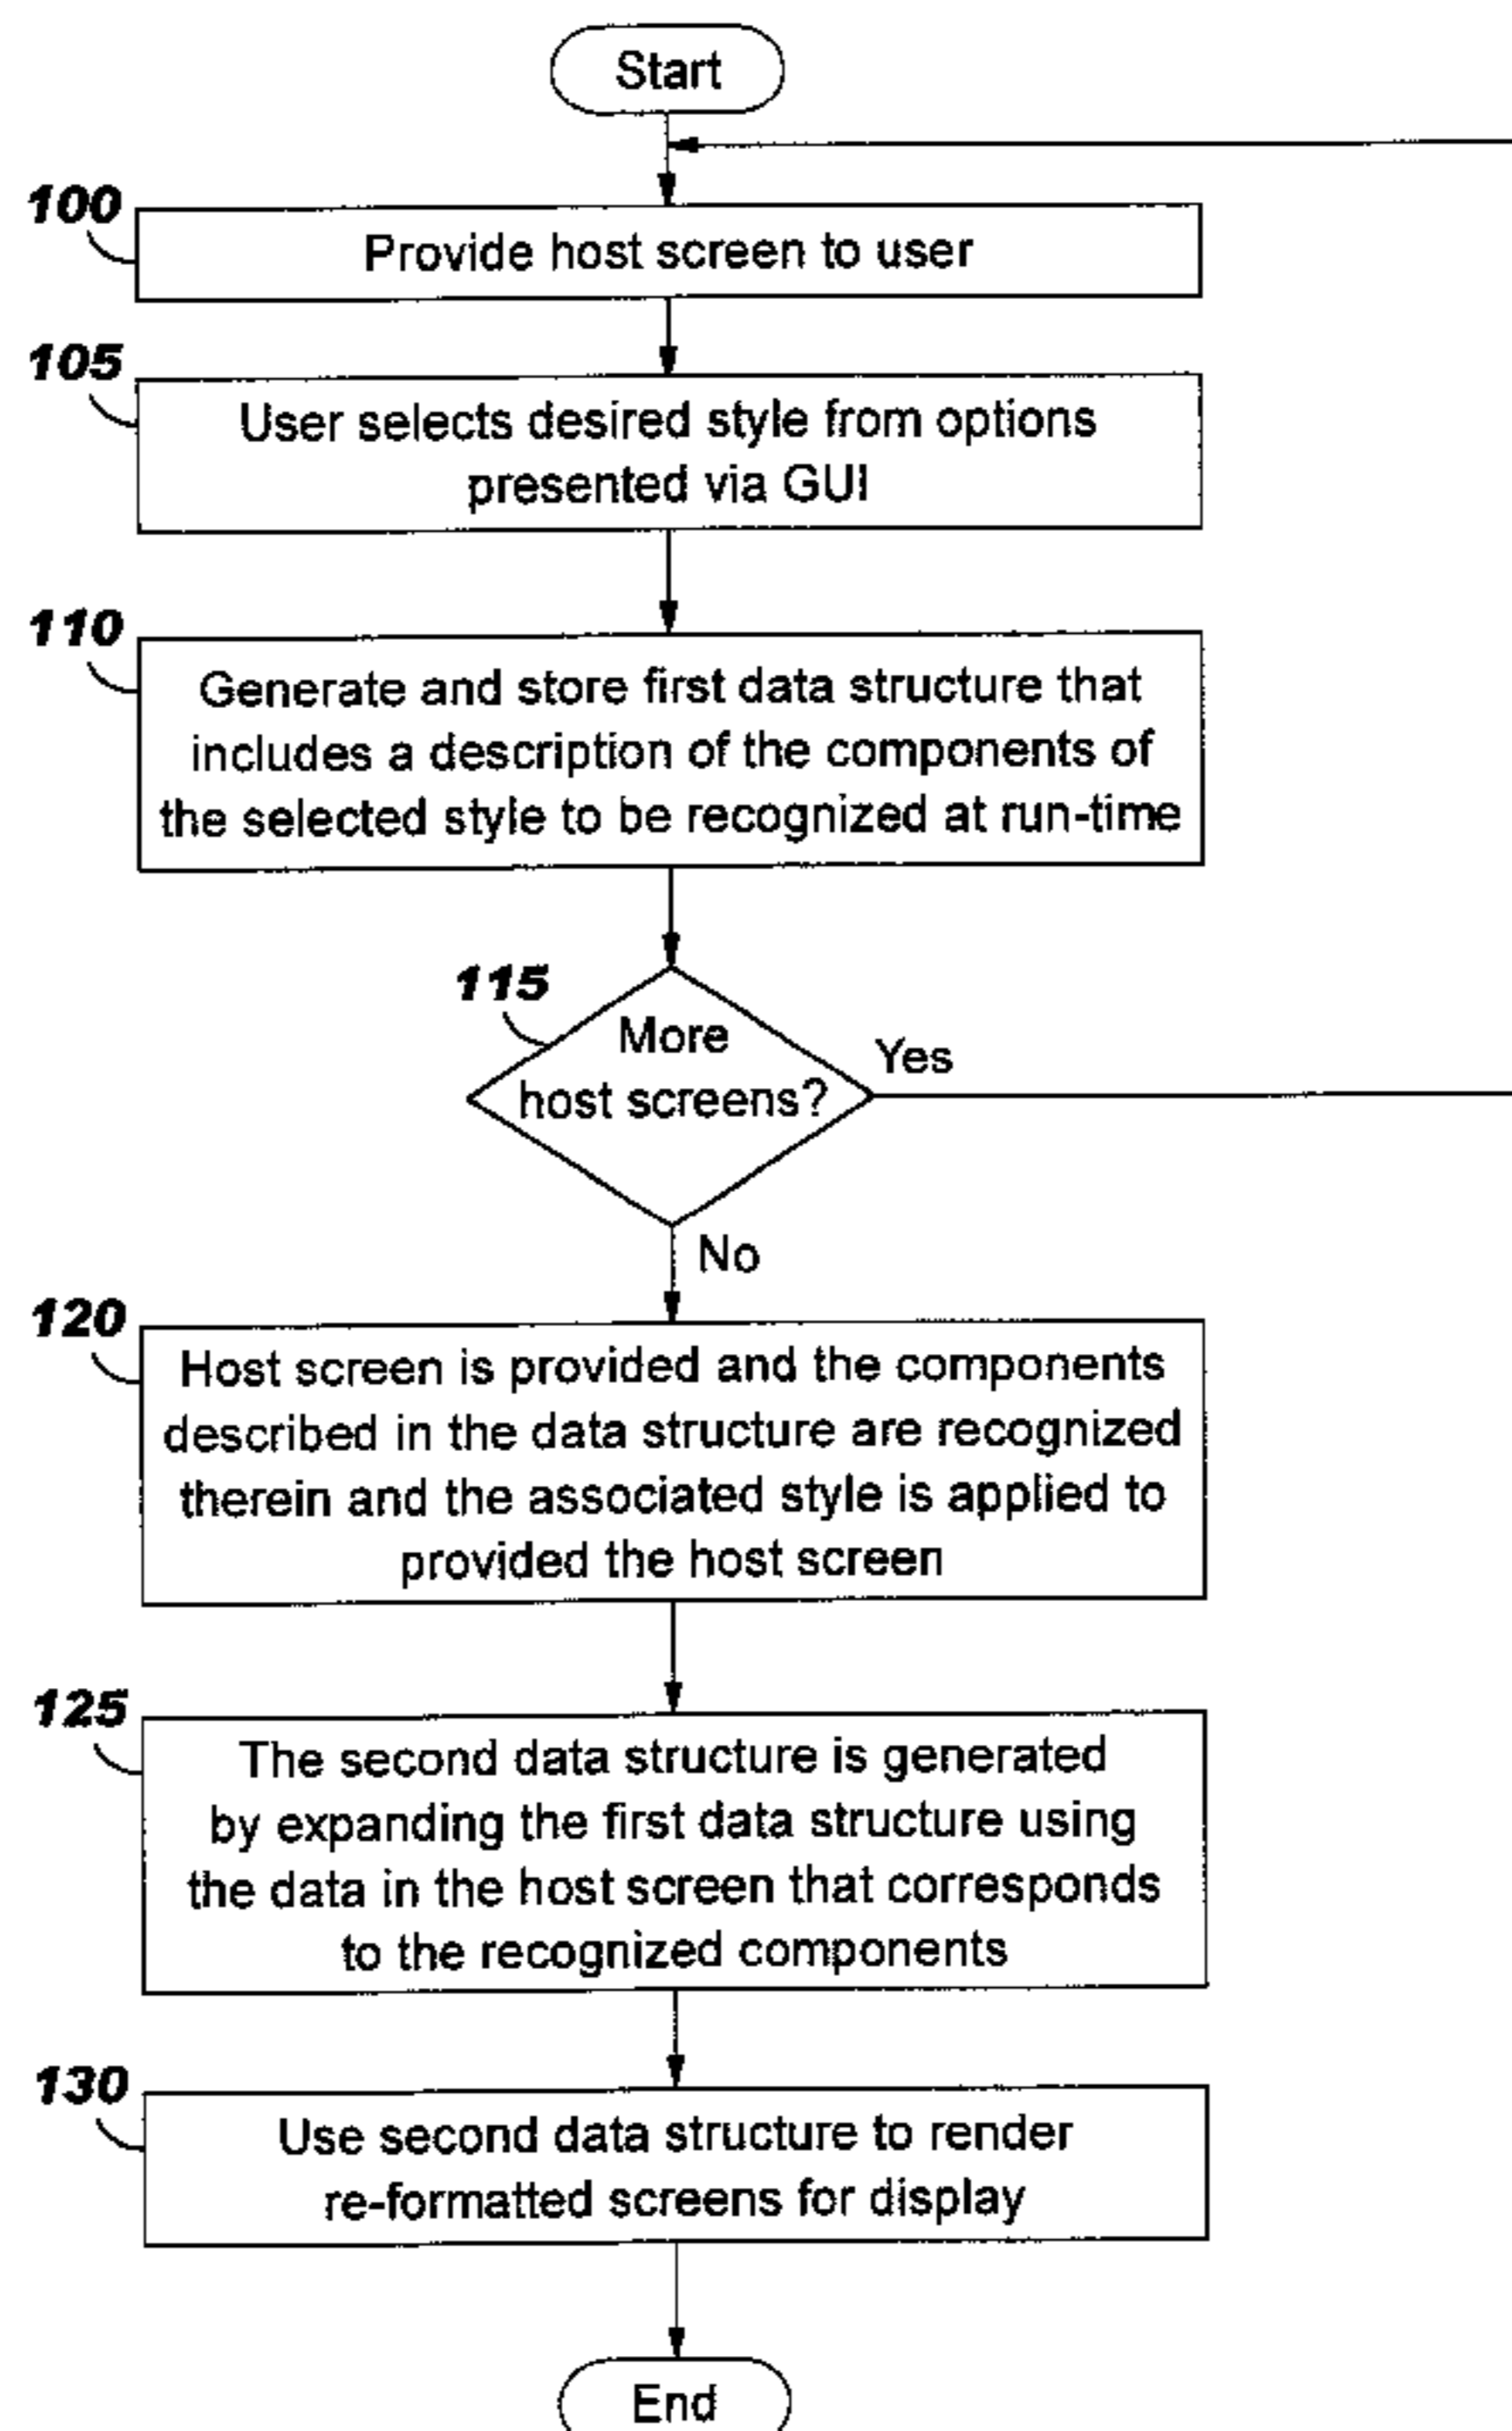 Start
100
Provide host screen to user
105
User selects desired style from options
presented via GUI
110
Generate and store first data structure that
includes a description of the components of
the selected style to be recognized at run-time
115
More
host screens?
Yes
No
120
Host screen is provided and the components
described in the data structure are recognized
therein and the associated style is applied to
provided the host screen
125
The second data structure is generated
by expanding the first data structure using
the data in the host screen that corresponds
to the recognized components
130
Use second data structure to render
re-formatted screens for display
End